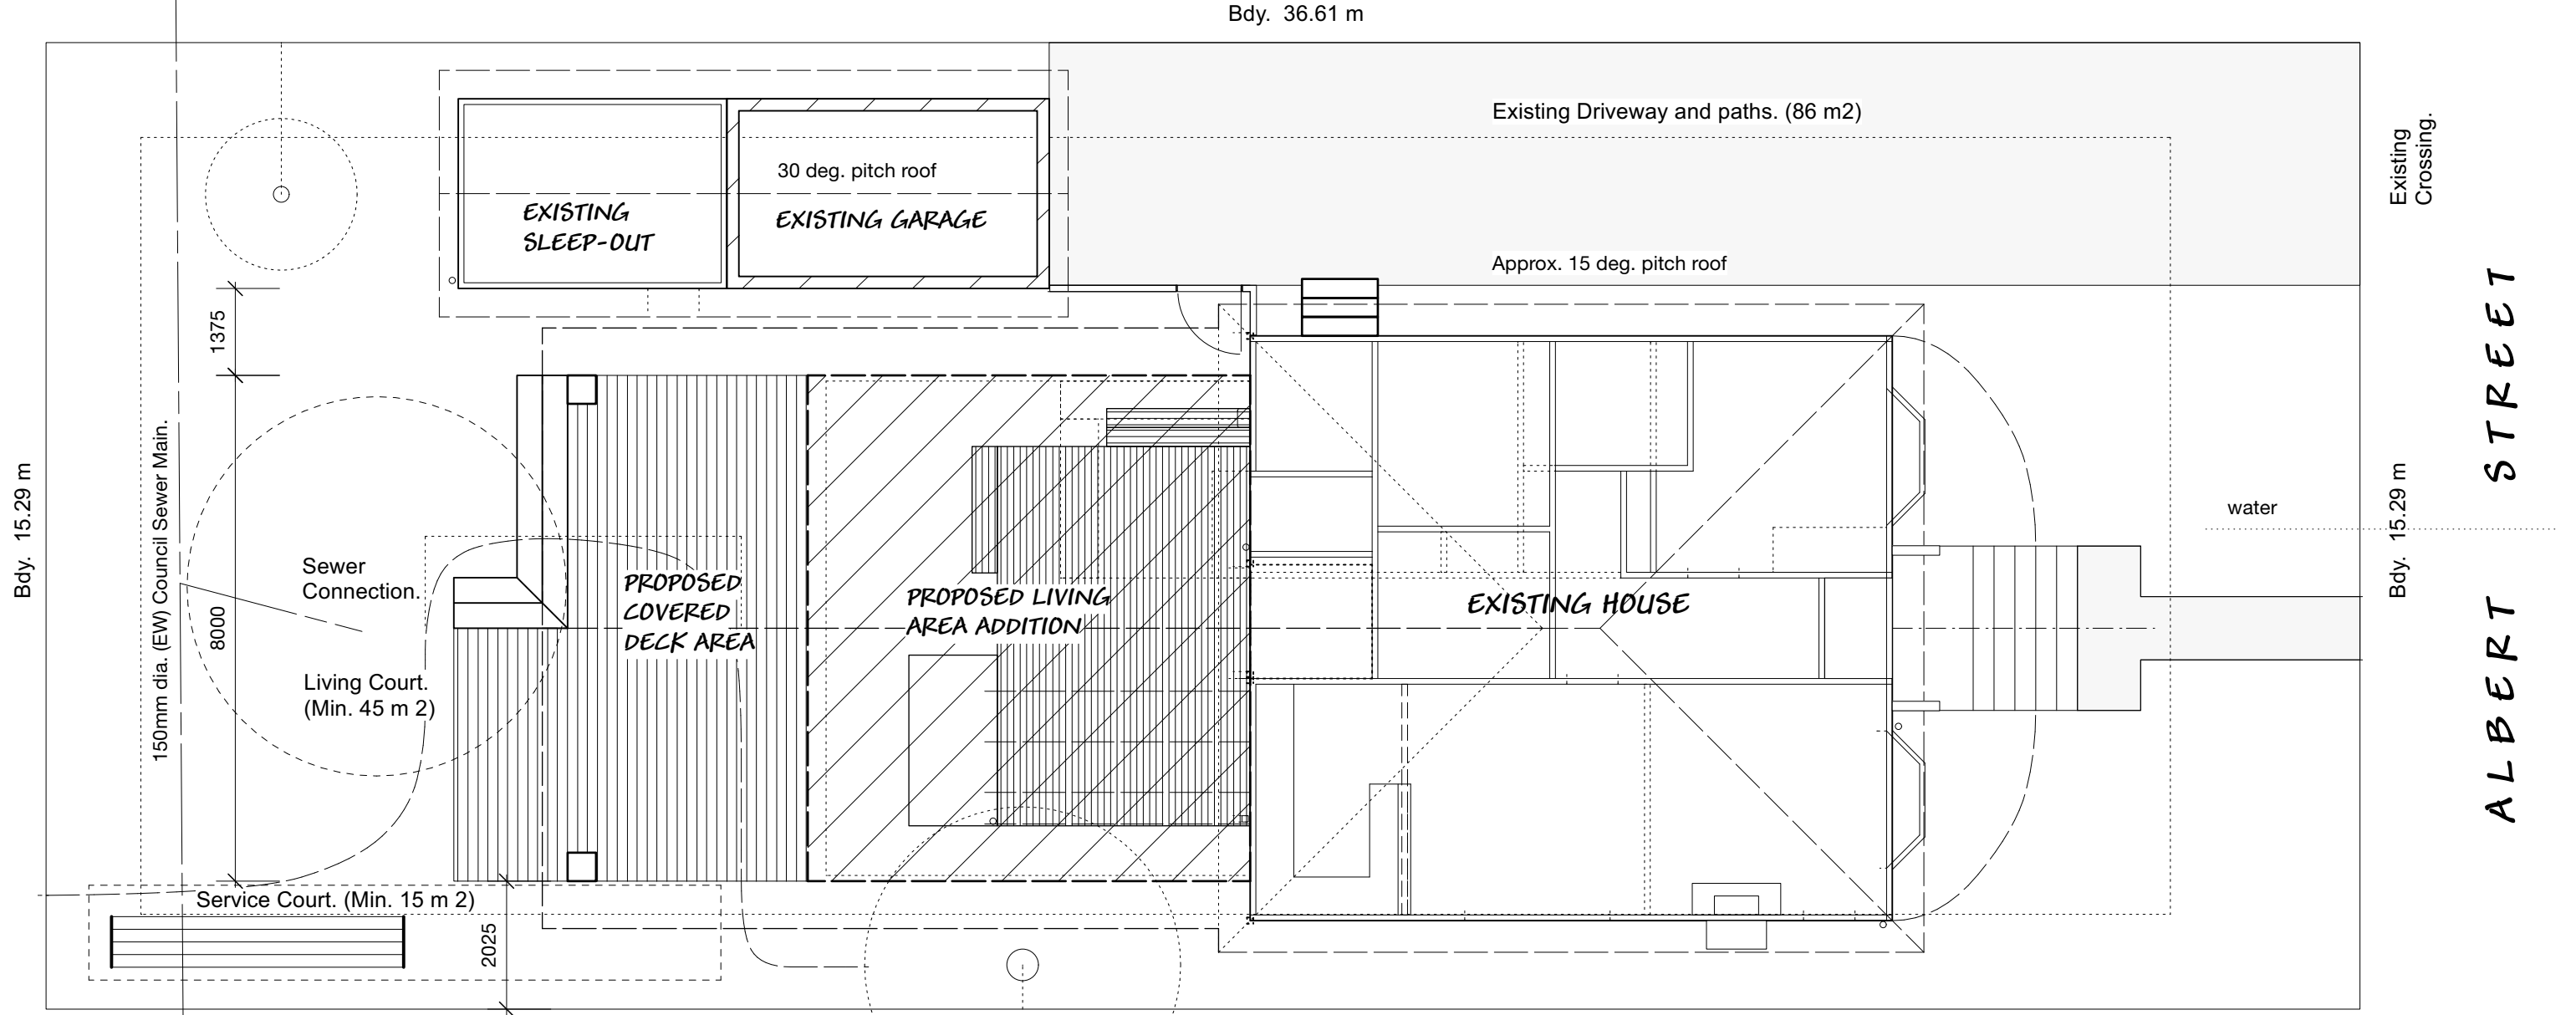 Bdy. 36.61 m
Existing Driveway and paths. (86 m2)
Existing
Crossing.
30 deg. pitch roof
EXISTING
SLEEP-OUT
EXISTING GARAGE
Approx. 15 deg. pitch roof
1375
Bdy. 15.29 m
150mm dia. (EW) Council Sewer Main.
8000
Sewer
Connection.
Living Court.
(Min. 45 m 2)
PROPOSED
COVERED
DECK AREA
PROPOSED LIVING
AREA ADDITION
EXISTING HOUSE
water
Bdy. 15.29 m
ALBERT STREET
Service Court. (Min. 15 m 2)
2025